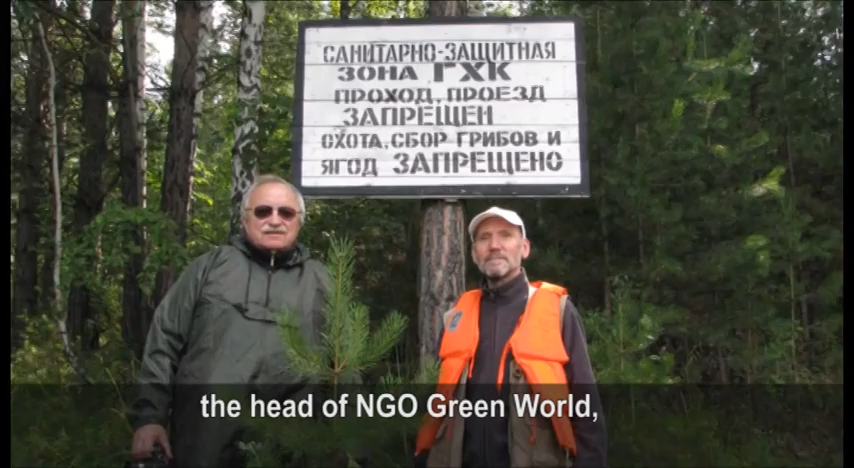 САНИТАРНО-ЗАЩИТНАЯ
ЗОНА ГХК
ПРОХОД, ПРОЕЗД
ЗАПРЕЩЕН
ОХОТА, СБОР ГРИБОВ И
ЯГОД ЗАПРЕЩЕНО
the head of NGO Green World,